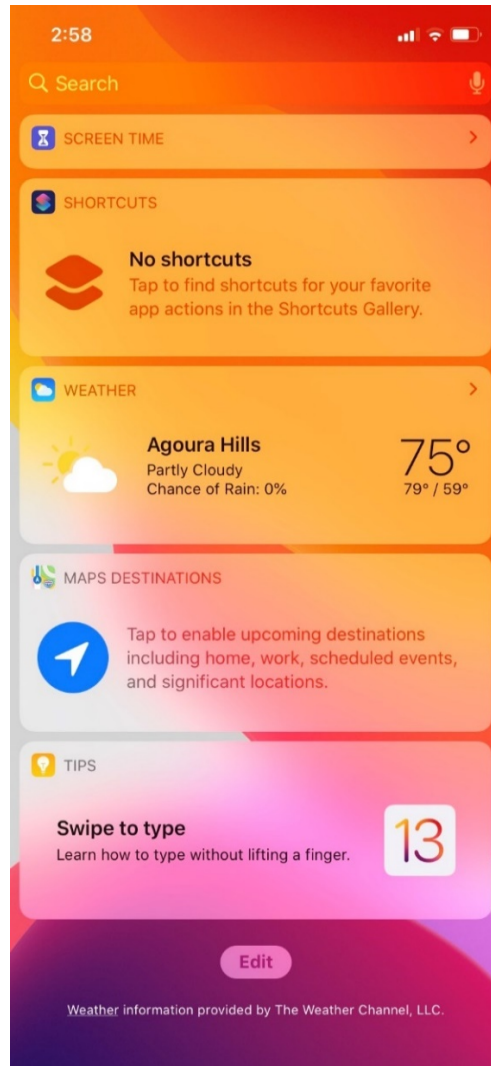 2:58
Search
SCREEN TIME
SHORTCUTS
No shortcuts
Tap to find shortcuts for your favorite
app actions in the Shortcuts Gallery.
WEATHER
Agoura Hills
Partly Cloudy
Chance of Rain: 0%
75°
79° / 59°
MAPS DESTINATIONS
Tap to enable upcoming destinations
including home, work, scheduled events,
and significant locations.
TIPS
Swipe to type
Learn how to type without lifting a finger.
13
Edit
Weather information provided by The Weather Channel, LLC.